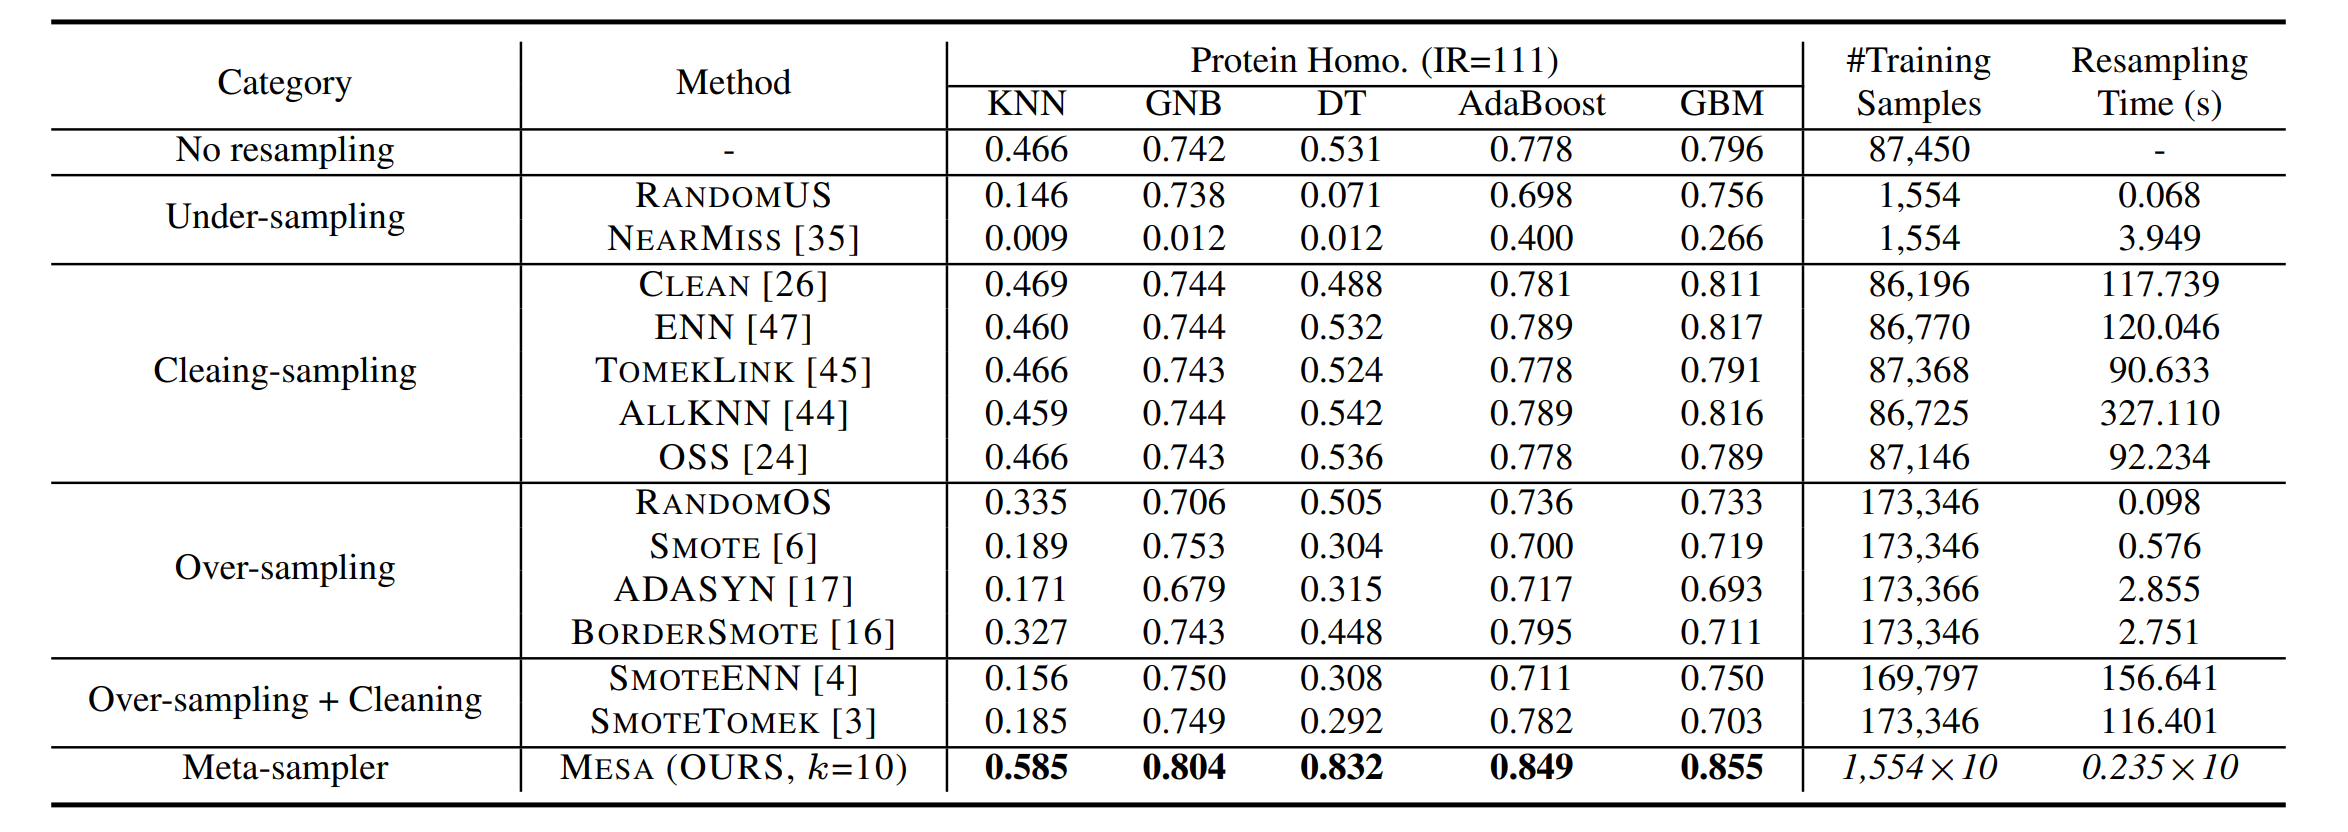 Category Method Protein Homo. (IR=111) #Training Samples Resampling Time (s)
KNN GNB DT AdaBoost GBM
No resampling - 0.466 0.742 0.531 0.778 0.796 87,450 -
Under-sampling
RANDOMUS 0.146 0.738 0.071 0.698 0.756 1,554 0.068
NEARMISS [35] 0.009 0.012 0.012 0.400 0.266 1,554 3.949
Cleaing-sampling
CLEAN [26] 0.469 0.744 0.488 0.781 0.811 86,196 117.739
ENN [47] 0.460 0.744 0.532 0.789 0.817 86,770 120.046
TOMEKLINK [45] 0.466 0.743 0.524 0.778 0.791 87,368 90.633
ALLKNN [44] 0.459 0.744 0.542 0.789 0.816 86,725 327.110
OSS [24] 0.466 0.743 0.536 0.778 0.789 87,146 92.234
Over-sampling
RANDOMOS 0.335 0.706 0.505 0.736 0.733 173,346 0.098
SMOTE [6] 0.189 0.753 0.304 0.700 0.719 173,346 0.576
ADASYN [17] 0.171 0.679 0.315 0.717 0.693 173,366 2.855
BORDERSMOTE [16] 0.327 0.743 0.448 0.795 0.711 173,346 2.751
Over-sampling + Cleaning
SMOTEENN [4] 0.156 0.750 0.308 0.711 0.750 169,797 156.641
SMOTETOMEK [3] 0.185 0.749 0.292 0.782 0.703 173,346 116.401
Meta-sampler MESA (OURS, k=10) 0.585 0.804 0.832 0.849 0.855 1,554×10 0.235×10